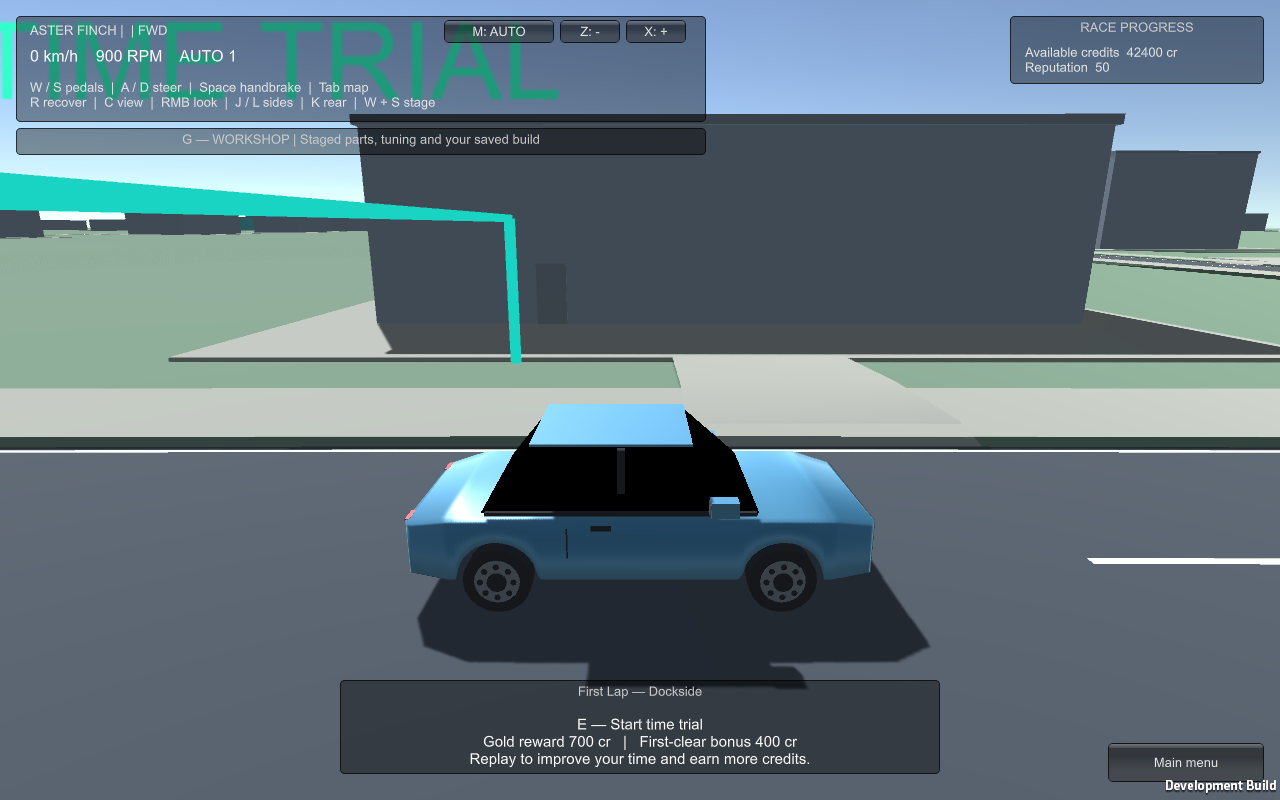 TIME TRIAL
ASTER FINCH | | FWD
M: AUTO
Z: -
X: +
0 km/h 900 RPM AUTO 1
W / S pedals | A / D steer | Space handbrake | Tab map
R recover | C view | RMB look | J / L sides | K rear | W + S stage
G — WORKSHOP | Staged parts, tuning and your saved build
RACE PROGRESS
Available credits 42400 cr
Reputation 50
First Lap — Dockside
E — Start time trial
Gold reward 700 cr | First-clear bonus 400 cr
Replay to improve your time and earn more credits.
Main menu
Development Build